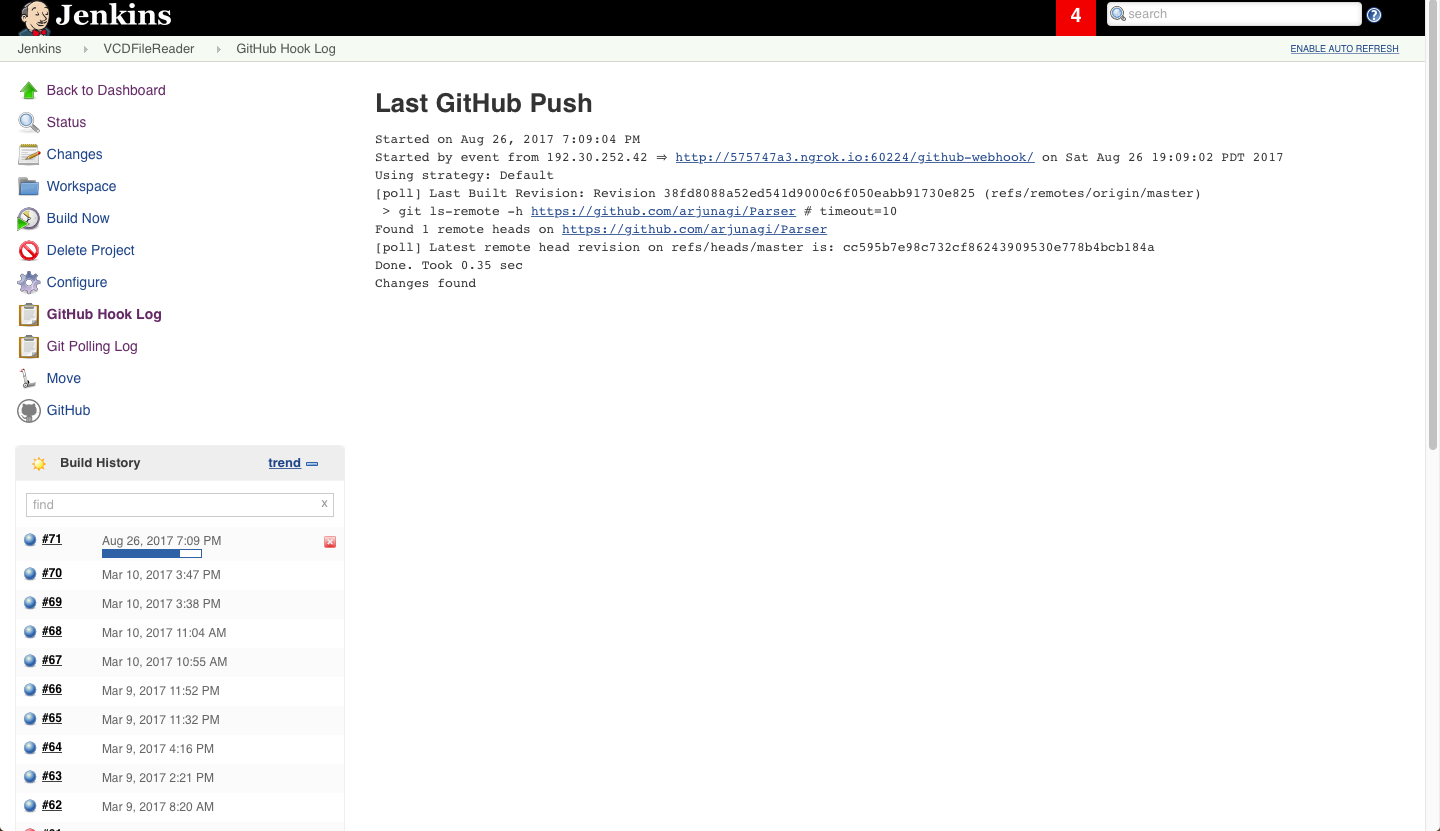 Jenkins
4
search
Jenkins VCDFileReader GitHub Hook Log
ENABLE AUTO REFRESH
Back to Dashboard
Status
Changes
Workspace
Build Now
Delete Project
Configure
GitHub Hook Log
Git Polling Log
Move
GitHub
Build History
trend
find
x
#71 Aug 26, 2017 7:09 PM
#70 Mar 10, 2017 3:47 PM
#69 Mar 10, 2017 3:38 PM
#68 Mar 10, 2017 11:04 AM
#67 Mar 10, 2017 10:55 AM
#66 Mar 9, 2017 11:52 PM
#65 Mar 9, 2017 11:32 PM
#64 Mar 9, 2017 4:16 PM
#63 Mar 9, 2017 2:21 PM
#62 Mar 9, 2017 8:20 AM
Last GitHub Push
Started on Aug 26, 2017 7:09:04 PM
Started by event from 192.30.252.42 ⇒ http://575747a3.ngrok.io:60224/github-webhook/ on Sat Aug 26 19:09:02 PDT 2017
Using strategy: Default
[poll] Last Built Revision: Revision 38fd8088a52ed541d9000c6f050eabb91730e825 (refs/remotes/origin/master)
> git ls-remote -h https://github.com/arjunagi/Parser # timeout=10
Found 1 remote heads on https://github.com/arjunagi/Parser
[poll] Latest remote head revision on refs/heads/master is: cc595b7e98c732cf86243909530e778b4bcb184a
Done. Took 0.35 sec
Changes found